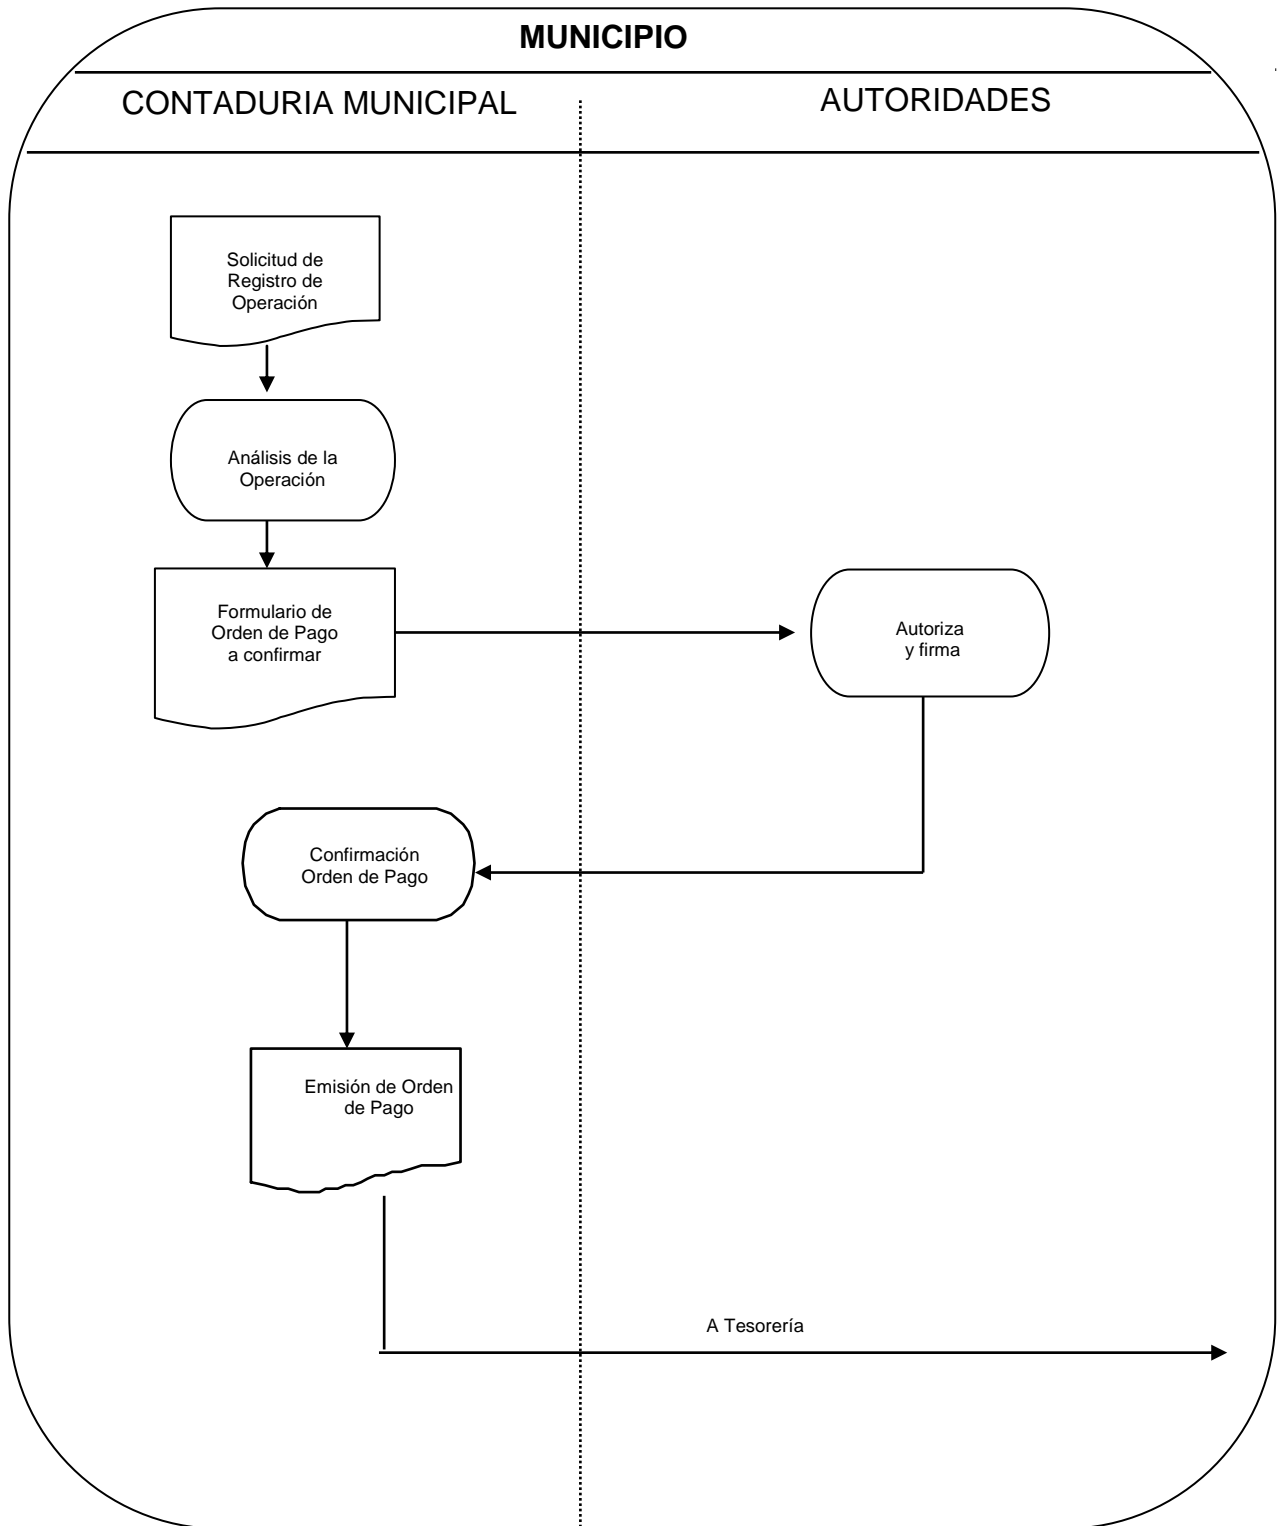 MUNICIPIO
CONTADURIA MUNICIPAL
AUTORIDADES
Solicitud de
Registro de
Operación
Análisis de la
Operación
Formulario de
Orden de Pago
a confirmar
Autoriza
y firma
Confirmación
Orden de Pago
Emisión de Orden
de Pago
A Tesorería